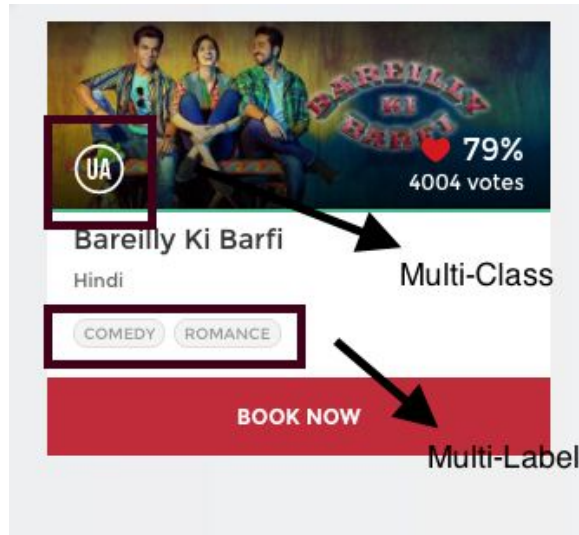 BAREILLY
KI
BARFI
79%
4004 votes
UA
Bareilly Ki Barfi
Multi-Class
Hindi
COMEDY ROMANCE
BOOK NOW
Multi-Label